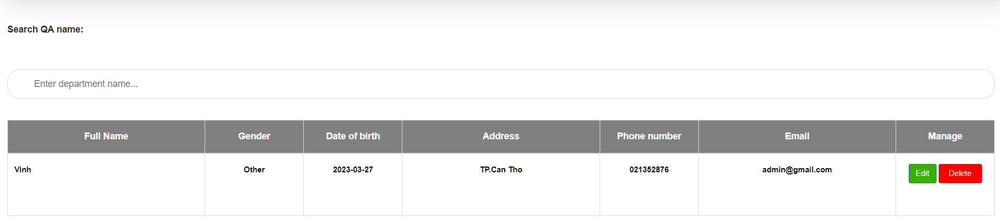 Search QA name:
Enter department name...
Full Name Gender Date of birth Address Phone number Email Manage
Vinh Other 2023-03-27 TP.Can Tho 021352876 admin@gmail.com Edit Delete